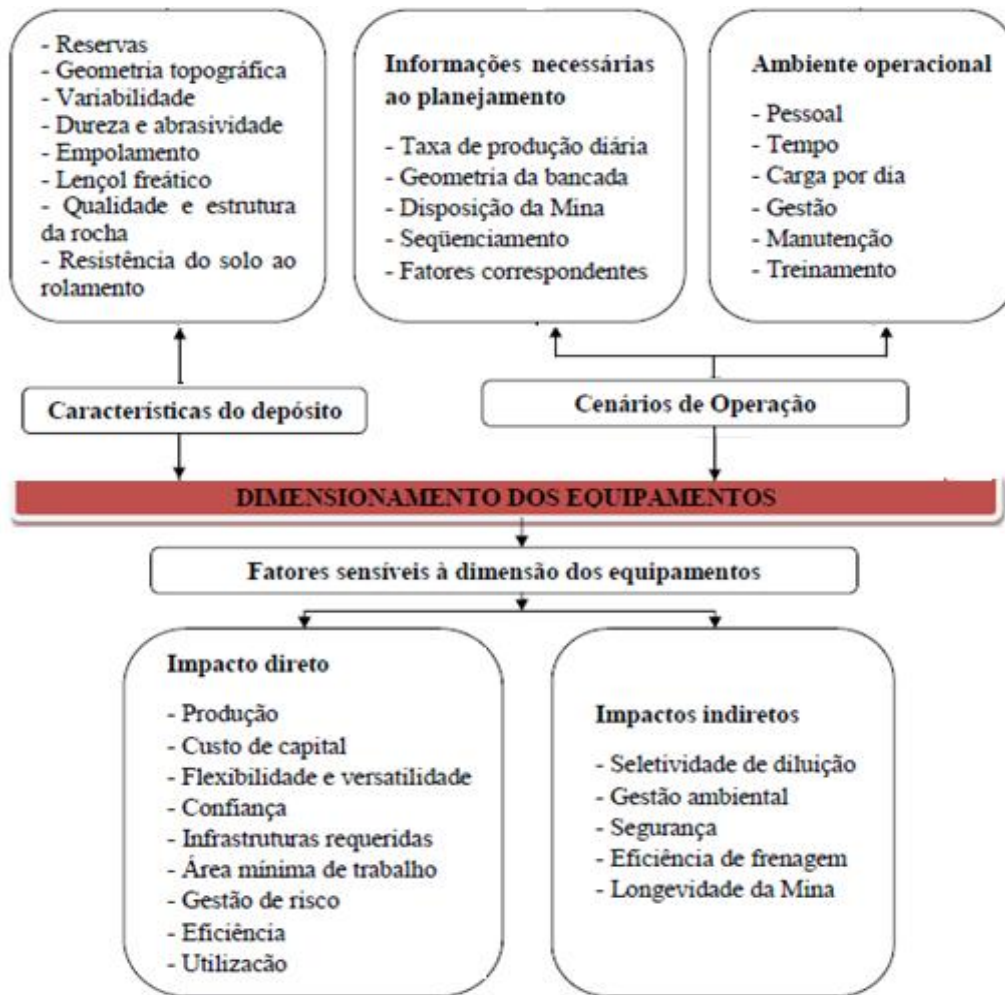 - Reservas
- Geometria topográfica
- Variabilidade
- Dureza e abrasividade
- Empolamento
- Lençol freático
- Qualidade e estrutura
da rocha
- Resistência do solo ao
rolamento
Informações necessárias
ao planejamento
- Taxa de produção diária
- Geometria da bancada
- Disposição da Mina
- Seqüenciamento
- Fatores correspondentes
Ambiente operacional
- Pessoal
- Tempo
- Carga por dia
- Gestão
- Manutenção
- Treinamento
Características do depósito
Cenários de Operação
DIMENSIONAMENTO DOS EQUIPAMENTOS
Fatores sensíveis à dimensão dos equipamentos
Impacto direto
- Produção
- Custo de capital
- Flexibilidade e versatilidade
- Confiança
- Infraestruturas requeridas
- Área mínima de trabalho
- Gestão de risco
- Eficiência
- Utilizacão
Impactos indiretos
- Seletividade de diluição
- Gestão ambiental
- Segurança
- Eficiência de frenagem
- Longevidade da Mina